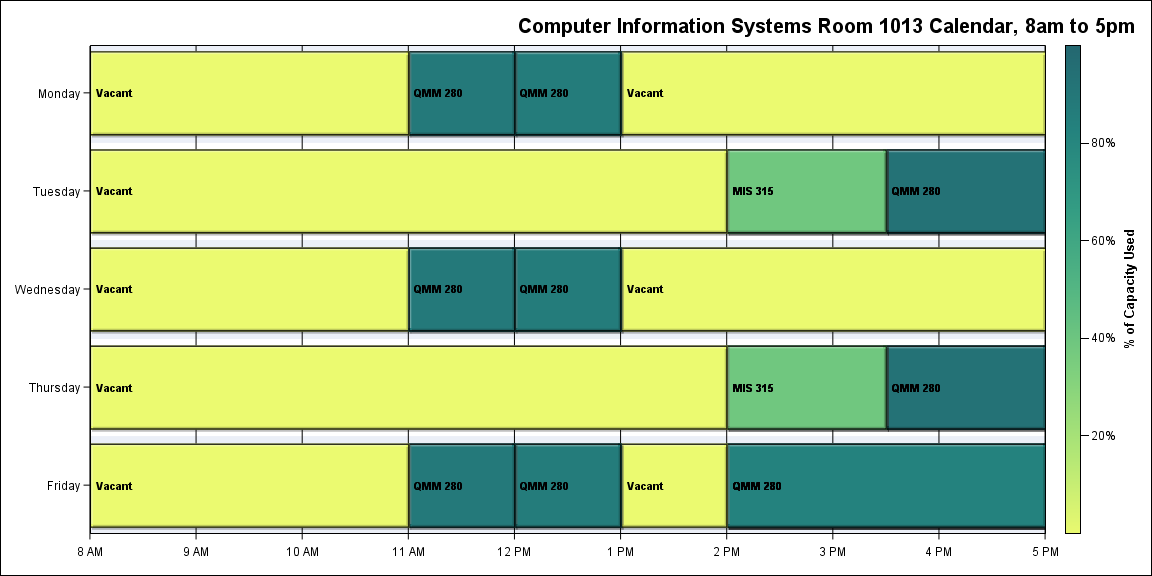 Computer Information Systems Room 1013 Calendar, 8am to 5pm
Monday
Vacant
QMM 280
QMM 280
Vacant
Tuesday
Vacant
MIS 315
QMM 280
Wednesday
Vacant
QMM 280
QMM 280
Vacant
Thursday
Vacant
MIS 315
QMM 280
Friday
Vacant
QMM 280
QMM 280
Vacant
QMM 280
8 AM
9 AM
10 AM
11 AM
12 PM
1 PM
2 PM
3 PM
4 PM
5 PM
80%
60%
40%
20%
% of Capacity Used